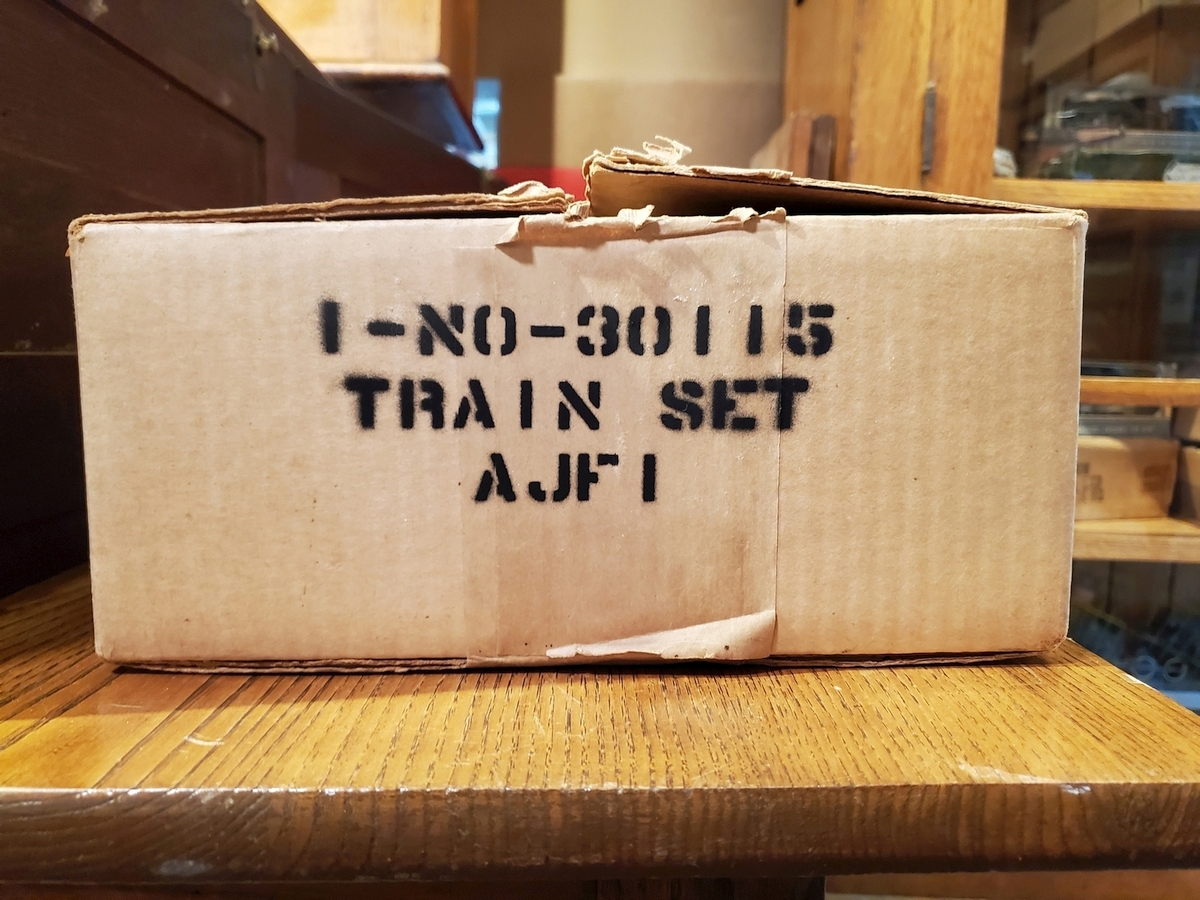 1-NO-30115
TRAIN SET
AJF1